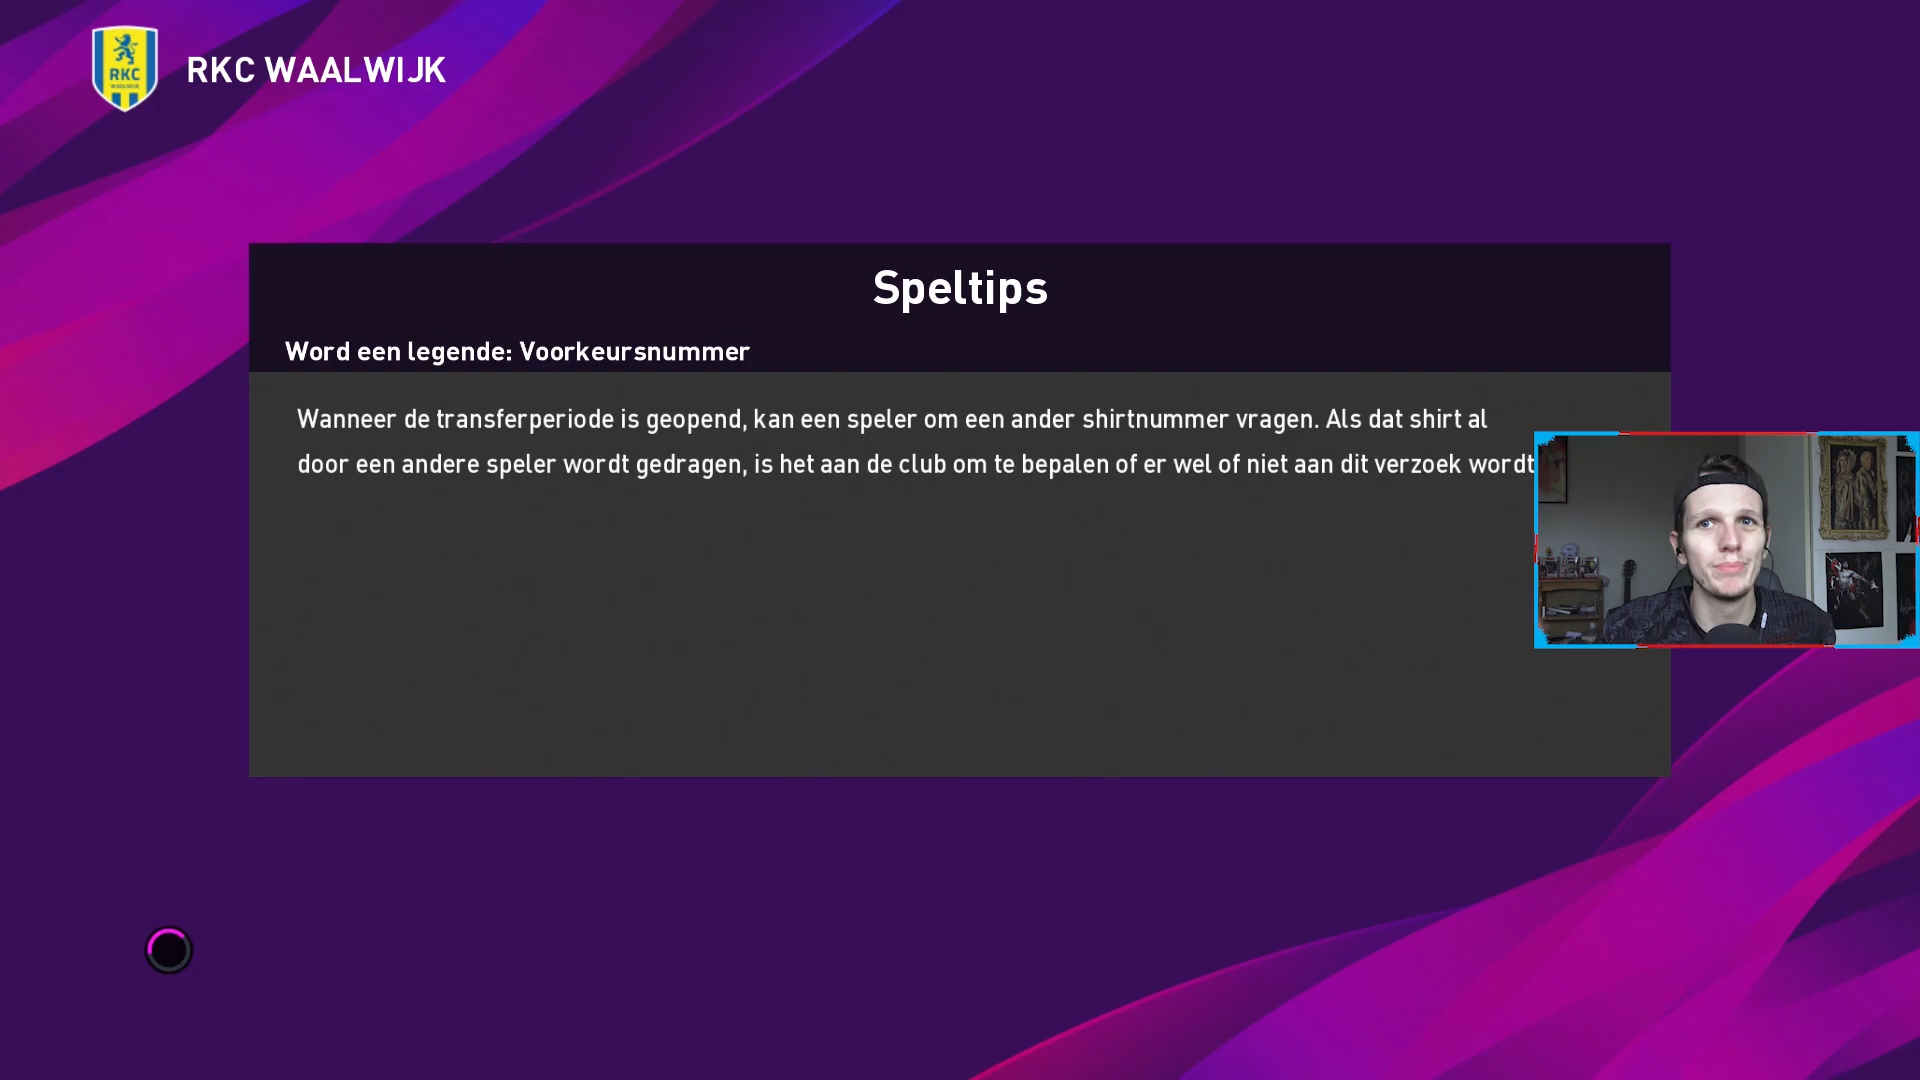 RKC WAALWIJK
RKC
WAALWIJK
Speltips
Word een legende: Voorkeursnummer
Wanneer de transferperiode is geopend, kan een speler om een ander shirtnummer vragen. Als dat shirt al
door een andere speler wordt gedragen, is het aan de club om te bepalen of er wel of niet aan dit verzoek wordt